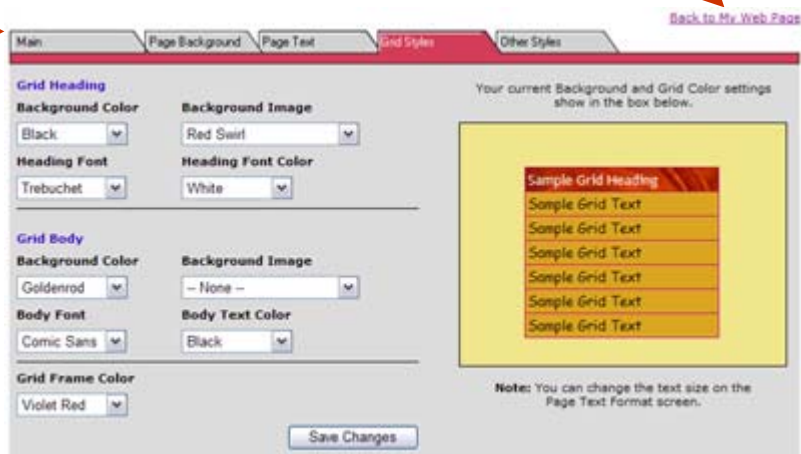 Back to My Web Page
Main Page Background Page Text Grid Styles Other Styles
Grid Heading
Background Color Background Image
Black Red Swirl
Heading Font Heading Font Color
Trebuchet White
Grid Body
Background Color Background Image
Goldenrod -- None --
Body Font Body Text Color
Comic Sans Black
Grid Frame Color
Violet Red
Save Changes
Your current Background and Grid Color settings
show in the box below.
Sample Grid Heading
Sample Grid Text
Sample Grid Text
Sample Grid Text
Sample Grid Text
Sample Grid Text
Sample Grid Text
Note: You can change the text size on the
Page Text Format screen.